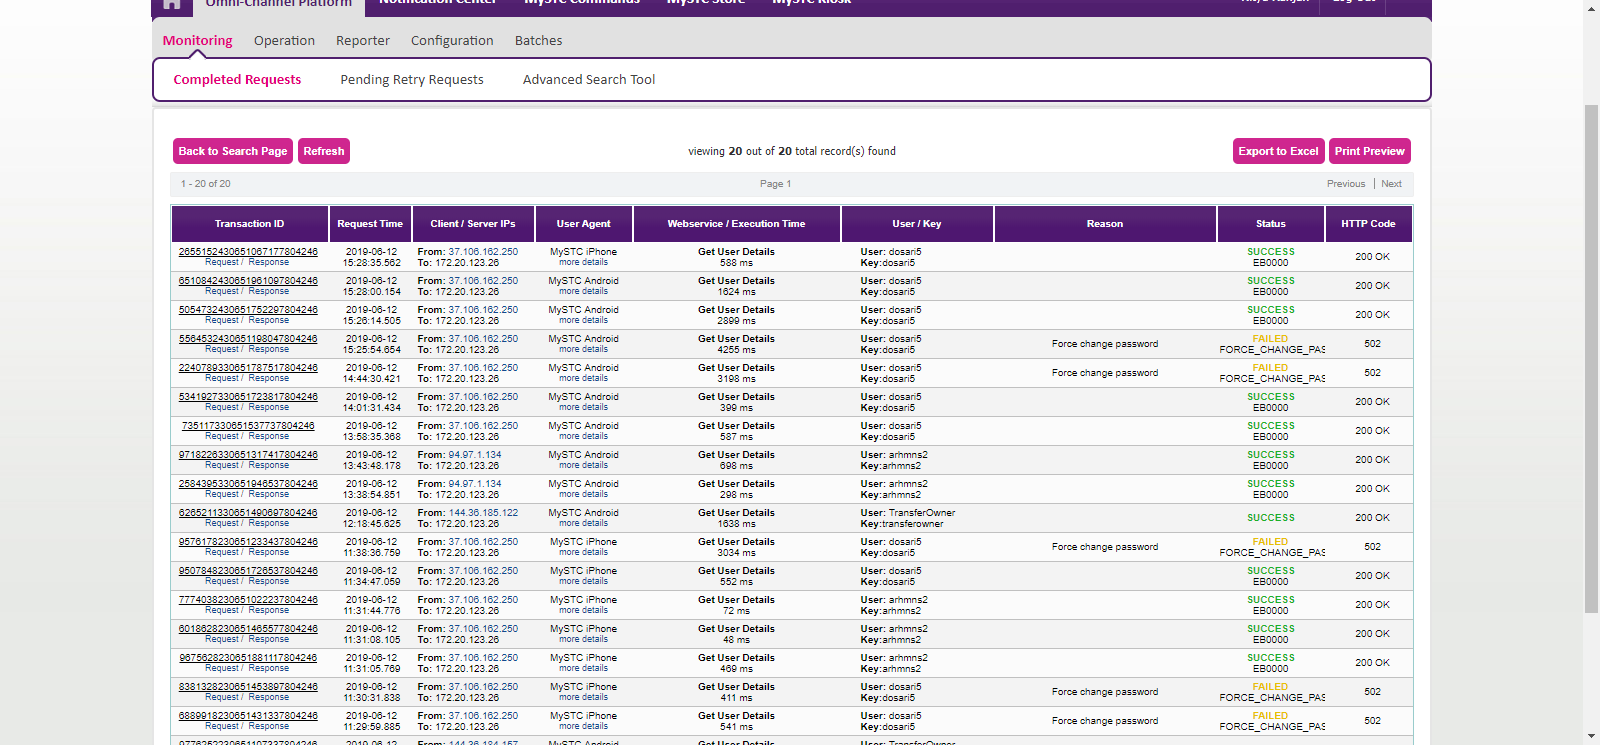 Omni-Channel Platform Notification Center MySTC Commands MySTC Store MySTC Kiosk Log Out
Monitoring Operation Reporter Configuration Batches
Completed Requests Pending Retry Requests Advanced Search Tool
Back to Search Page Refresh viewing 20 out of 20 total record(s) found Export to Excel Print Preview
1 - 20 of 20 Page 1 Previous | Next
Transaction ID Request Time Client / Server IPs User Agent Webservice / Execution Time User / Key Reason Status HTTP Code
2655152430651067177804246 2019-06-12 From: 37.106.162.250 MySTC iPhone Get User Details User: dosari5 SUCCESS 200 OK
Request / Response 15:28:35.562 To: 172.20.123.26 more details 588 ms Key:dosari5 EB0000
6510842430651961097804246 2019-06-12 From: 37.106.162.250 MySTC Android Get User Details User: dosari5 SUCCESS 200 OK
Request / Response 15:28:00.154 To: 172.20.123.26 more details 1624 ms Key:dosari5 EB0000
5054732430651752297804246 2019-06-12 From: 37.106.162.250 MySTC Android Get User Details User: dosari5 SUCCESS 200 OK
Request / Response 15:26:14.505 To: 172.20.123.26 more details 2899 ms Key:dosari5 EB0000
5564532430651198047804246 2019-06-12 From: 37.106.162.250 MySTC Android Get User Details User: dosari5 Force change password FAILED 502
Request / Response 15:25:54.654 To: 172.20.123.26 more details 4255 ms Key:dosari5 FORCE_CHANGE_PAS
2240789330651787517804246 2019-06-12 From: 37.106.162.250 MySTC Android Get User Details User: dosari5 Force change password FAILED 502
Request / Response 14:44:30.421 To: 172.20.123.26 more details 3198 ms Key:dosari5 FORCE_CHANGE_PAS
5341927330651723817804246 2019-06-12 From: 37.106.162.250 MySTC Android Get User Details User: dosari5 SUCCESS 200 OK
Request / Response 14:01:31.434 To: 172.20.123.26 more details 399 ms Key:dosari5 EB0000
735117330651537737804246 2019-06-12 From: 37.106.162.250 MySTC Android Get User Details User: dosari5 SUCCESS 200 OK
Request / Response 13:58:35.368 To: 172.20.123.26 more details 587 ms Key:dosari5 EB0000
9718226330651317417804246 2019-06-12 From: 94.97.1.134 MySTC Android Get User Details User: arhmns2 SUCCESS 200 OK
Request / Response 13:43:48.178 To: 172.20.123.26 more details 698 ms Key:arhmns2 EB0000
2584395330651946537804246 2019-06-12 From: 94.97.1.134 MySTC Android Get User Details User: arhmns2 SUCCESS 200 OK
Request / Response 13:38:54.851 To: 172.20.123.26 more details 298 ms Key:arhmns2 EB0000
6265211330651490697804246 2019-06-12 From: 144.36.185.122 MySTC Android Get User Details User: TransferOwner SUCCESS 200 OK
Request / Response 12:18:45.625 To: 172.20.123.26 more details 1638 ms Key:transferowner
9576178230651233437804246 2019-06-12 From: 37.106.162.250 MySTC iPhone Get User Details User: dosari5 Force change password FAILED 502
Request / Response 11:38:36.759 To: 172.20.123.26 more details 3034 ms Key:dosari5 FORCE_CHANGE_PAS
9507848230651726537804246 2019-06-12 From: 37.106.162.250 MySTC iPhone Get User Details User: dosari5 SUCCESS 200 OK
Request / Response 11:34:47.059 To: 172.20.123.26 more details 552 ms Key:dosari5 EB0000
7774038230651022237804246 2019-06-12 From: 37.106.162.250 MySTC iPhone Get User Details User: arhmns2 SUCCESS 200 OK
Request / Response 11:31:44.776 To: 172.20.123.26 more details 72 ms Key:arhmns2 EB0000
6018628230651465577804246 2019-06-12 From: 37.106.162.250 MySTC iPhone Get User Details User: arhmns2 SUCCESS 200 OK
Request / Response 11:31:08.105 To: 172.20.123.26 more details 48 ms Key:arhmns2 EB0000
9675628230651881117804246 2019-06-12 From: 37.106.162.250 MySTC iPhone Get User Details User: arhmns2 SUCCESS 200 OK
Request / Response 11:31:05.769 To: 172.20.123.26 more details 469 ms Key:arhmns2 EB0000
8381328230651453897804246 2019-06-12 From: 37.106.162.250 MySTC iPhone Get User Details User: dosari5 Force change password FAILED 502
Request / Response 11:30:31.838 To: 172.20.123.26 more details 411 ms Key:dosari5 FORCE_CHANGE_PAS
6889918230651431337804246 2019-06-12 From: 37.106.162.250 MySTC iPhone Get User Details User: dosari5 Force change password FAILED 502
Request / Response 11:29:59.885 To: 172.20.123.26 more details 541 ms Key:dosari5 FORCE_CHANGE_PAS
9776252230651107337804246 2019-06-12 From: 144.36.184.157 MySTC Android Get User Details User: TransferOwner SUCCESS